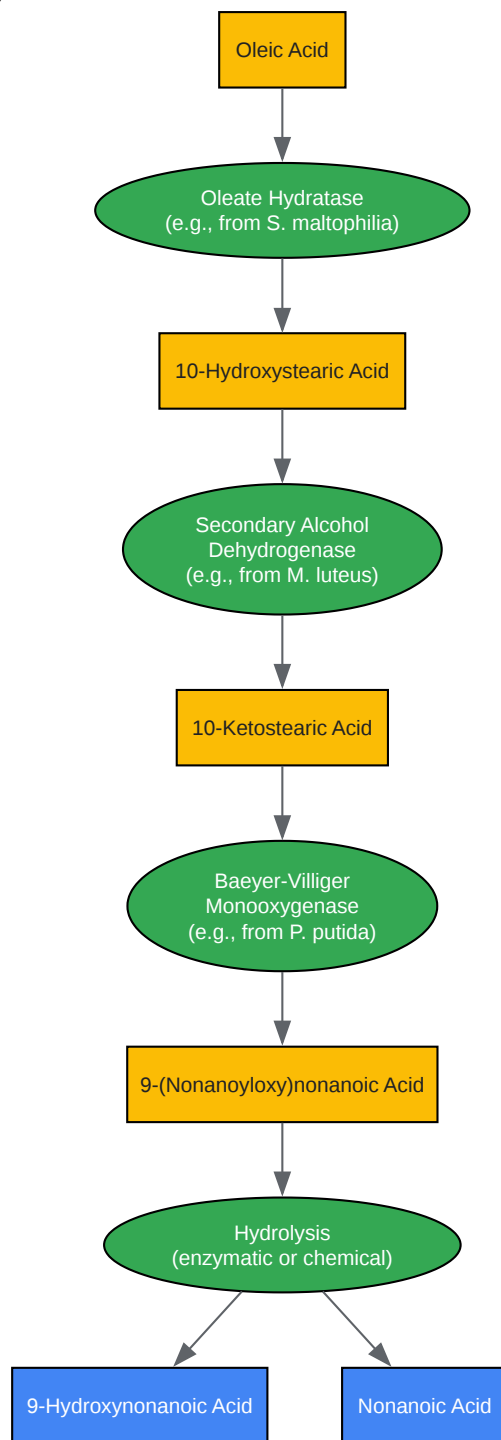 Oleic Acid
Oleate Hydratase
(e.g., from S. maltophilia)
10-Hydroxystearic Acid
Secondary Alcohol
Dehydrogenase
(e.g., from M. luteus)
10-Ketostearic Acid
Baeyer-Villiger
Monooxygenase
(e.g., from P. putida)
9-(Nonanoyloxy)nonanoic Acid
Hydrolysis
(enzymatic or chemical)
9-Hydroxynonanoic Acid
Nonanoic Acid